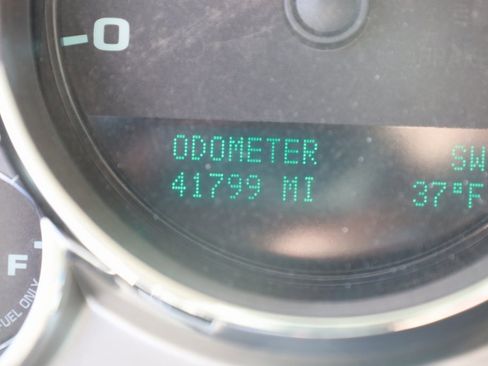 0
ODOMETER SW
41799 MI 37°F
F
FUEL ONLY